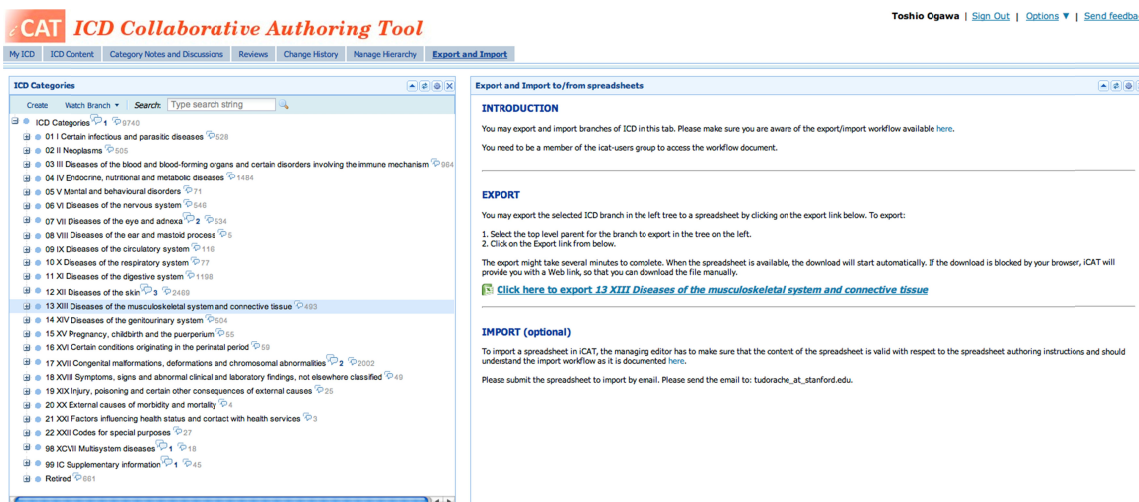 iCAT ICD Collaborative Authoring Tool
Toshio Ogawa | Sign Out | Options ▼ | Send feedba
My ICD ICD Content Category Notes and Discussions Reviews Change History Manage Hierarchy Export and Import
ICD Categories
Create Watch Branch ▾ Search: Type search string
ICD Categories 1 9740
01 I Certain infectious and parasitic diseases 528
02 II Neoplasms 505
03 III Diseases of the blood and blood-forming organs and certain disorders involving the immune mechanism 984
04 IV Endocrine, nutritional and metabolic diseases 1484
05 V Mental and behavioural disorders 71
06 VI Diseases of the nervous system 546
07 VII Diseases of the eye and adnexa 2 534
08 VIII Diseases of the ear and mastoid process 5
09 IX Diseases of the circulatory system 116
10 X Diseases of the respiratory system 77
11 XI Diseases of the digestive system 1198
12 XII Diseases of the skin 3 2489
13 XIII Diseases of the musculoskeletal system and connective tissue 493
14 XIV Diseases of the genitourinary system 504
15 XV Pregnancy, childbirth and the puerperium 55
16 XVI Certain conditions originating in the perinatal period 59
17 XVII Congenital malformations, deformations and chromosomal abnormalities 2 2002
18 XVIII Symptoms, signs and abnormal clinical and laboratory findings, not elsewhere classified 49
19 XIX Injury, poisoning and certain other consequences of external causes 25
20 XX External causes of morbidity and mortality 4
21 XXI Factors influencing health status and contact with health services 3
22 XXII Codes for special purposes 27
98 XCVII Multisystem diseases 1 18
99 IC Supplementary information 1 45
Retired 661
Export and Import to/from spreadsheets
INTRODUCTION
You may export and import branches of ICD in this tab. Please make sure you are aware of the export/import workflow available here.
You need to be a member of the icat-users group to access the workflow document.
EXPORT
You may export the selected ICD branch in the left tree to a spreadsheet by clicking on the export link below. To export:
1. Select the top level parent for the branch to export in the tree on the left.
2. Click on the Export link from below.
The export might take several minutes to complete. When the spreadsheet is available, the download will start automatically. If the download is blocked by your browser, iCAT will
provide you with a Web link, so that you can download the file manually.
Click here to export 13 XIII Diseases of the musculoskeletal system and connective tissue
IMPORT (optional)
To import a spreadsheet in iCAT, the managing editor has to make sure that the content of the spreadsheet is valid with respect to the spreadsheet authoring instructions and should
understand the import workflow as it is documented here.
Please submit the spreadsheet to import by email. Please send the email to: tudorache_at_stanford.edu.